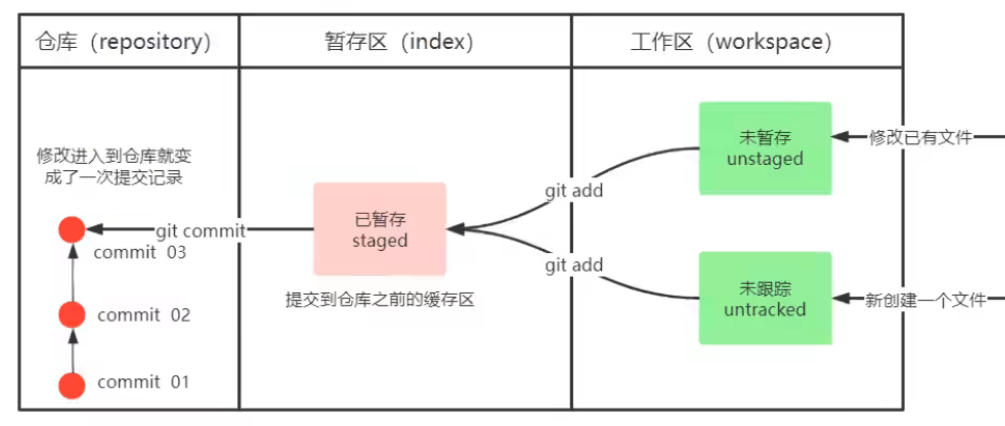 仓库（repository）
暂存区（index）
工作区（workspace）
修改进入到仓库就变
成了一次提交记录
git commit
commit 03
commit 02
commit 01
已暂存
staged
提交到仓库之前的缓存区
git add
git add
未暂存
unstaged
修改已有文件
未跟踪
untracked
新创建一个文件